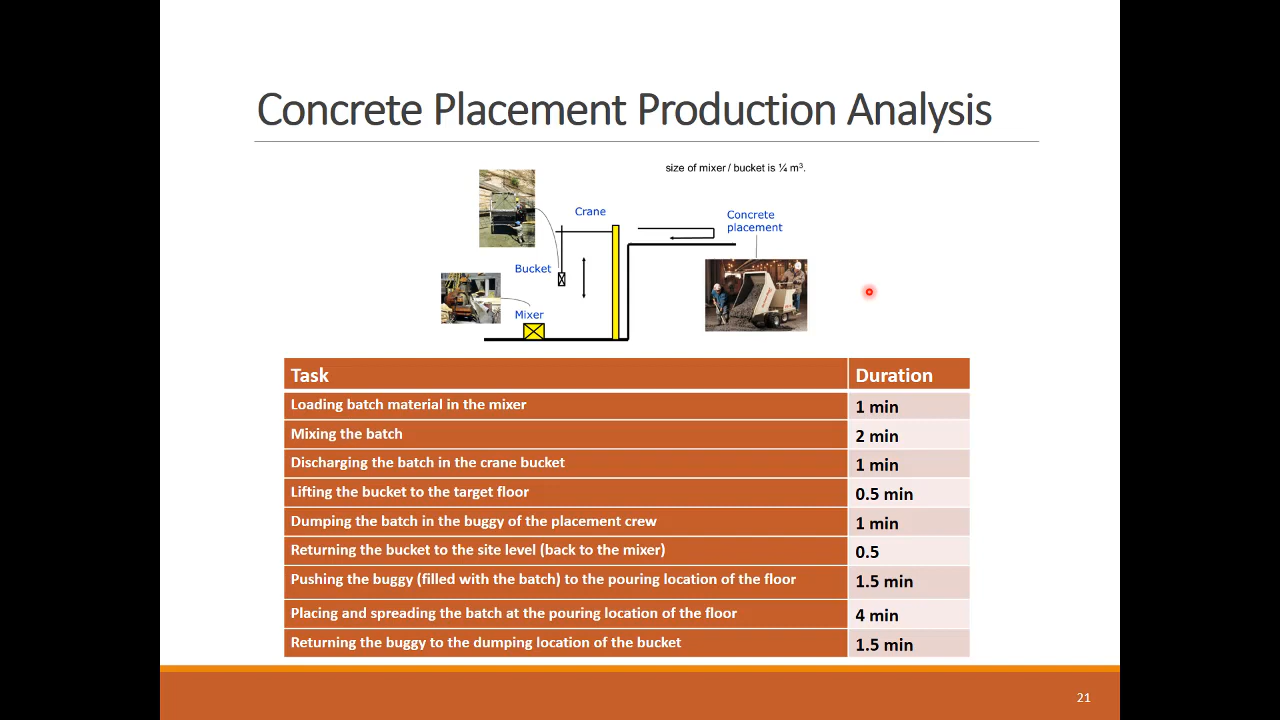 Concrete Placement Production Analysis
size of mixer / bucket is ¼ m³.
Crane
Concrete
placement
Bucket
Mixer
Task Duration
Loading batch material in the mixer 1 min
Mixing the batch 2 min
Discharging the batch in the crane bucket 1 min
Lifting the bucket to the target floor 0.5 min
Dumping the batch in the buggy of the placement crew 1 min
Returning the bucket to the site level (back to the mixer) 0.5
Pushing the buggy (filled with the batch) to the pouring location of the floor 1.5 min
Placing and spreading the batch at the pouring location of the floor 4 min
Returning the buggy to the dumping location of the bucket 1.5 min
21